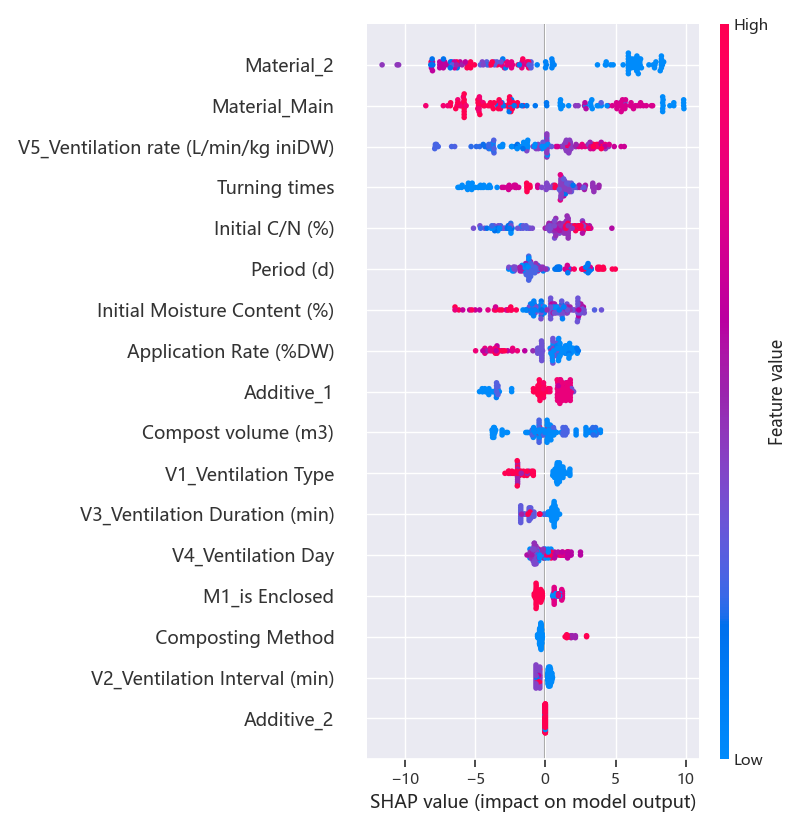 High
Material_2
Material_Main
V5_Ventilation rate (L/min/kg iniDW)
Turning times
Initial C/N (%)
Period (d)
Initial Moisture Content (%)
Application Rate (%DW)
Additive_1
Compost volume (m3)
V1_Ventilation Type
V3_Ventilation Duration (min)
V4_Ventilation Day
M1_is Enclosed
Composting Method
V2_Ventilation Interval (min)
Additive_2
Feature value
Low
−10 −5 0 5 10
SHAP value (impact on model output)